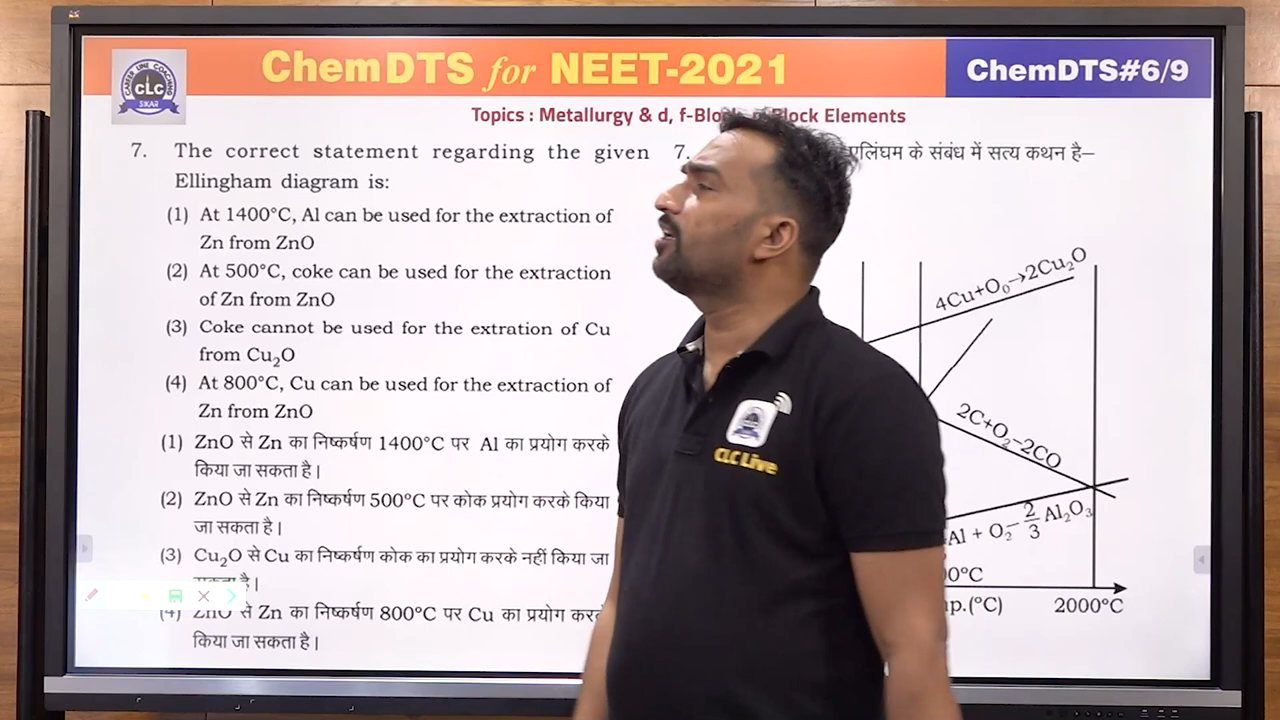 ChemDTS for NEET-2021
ChemDTS#6/9
CAREER LINE COACHING
CLC
SIKAR
Topics : Metallurgy & d, f-Block Elements
7. The correct statement regarding the given
Ellingham diagram is:
(1) At 1400°C, Al can be used for the extraction of
Zn from ZnO
(2) At 500°C, coke can be used for the extraction
of Zn from ZnO
(3) Coke cannot be used for the extration of Cu
from Cu₂O
(4) At 800°C, Cu can be used for the extraction of
Zn from ZnO
(1) ZnO से Zn का निष्कर्षण 1400°C पर Al का प्रयोग करके
किया जा सकता है।
(2) ZnO से Zn का निष्कर्षण 500°C पर कोक प्रयोग करके किया
जा सकता है।
(3) Cu₂O से Cu का निष्कर्षण कोक का प्रयोग करके नहीं किया जा
सकता है।
(4) ZnO से Zn का निष्कर्षण 800°C पर Cu का प्रयोग
किया जा सकता है।
7. के संबंध में सत्य कथन है–
4Cu+O₀→2Cu₂O
2C+O₂–2CO
Al + O₂– 2/3 Al₂O₃
0°C
p.(°C) 2000°C
CLC Live